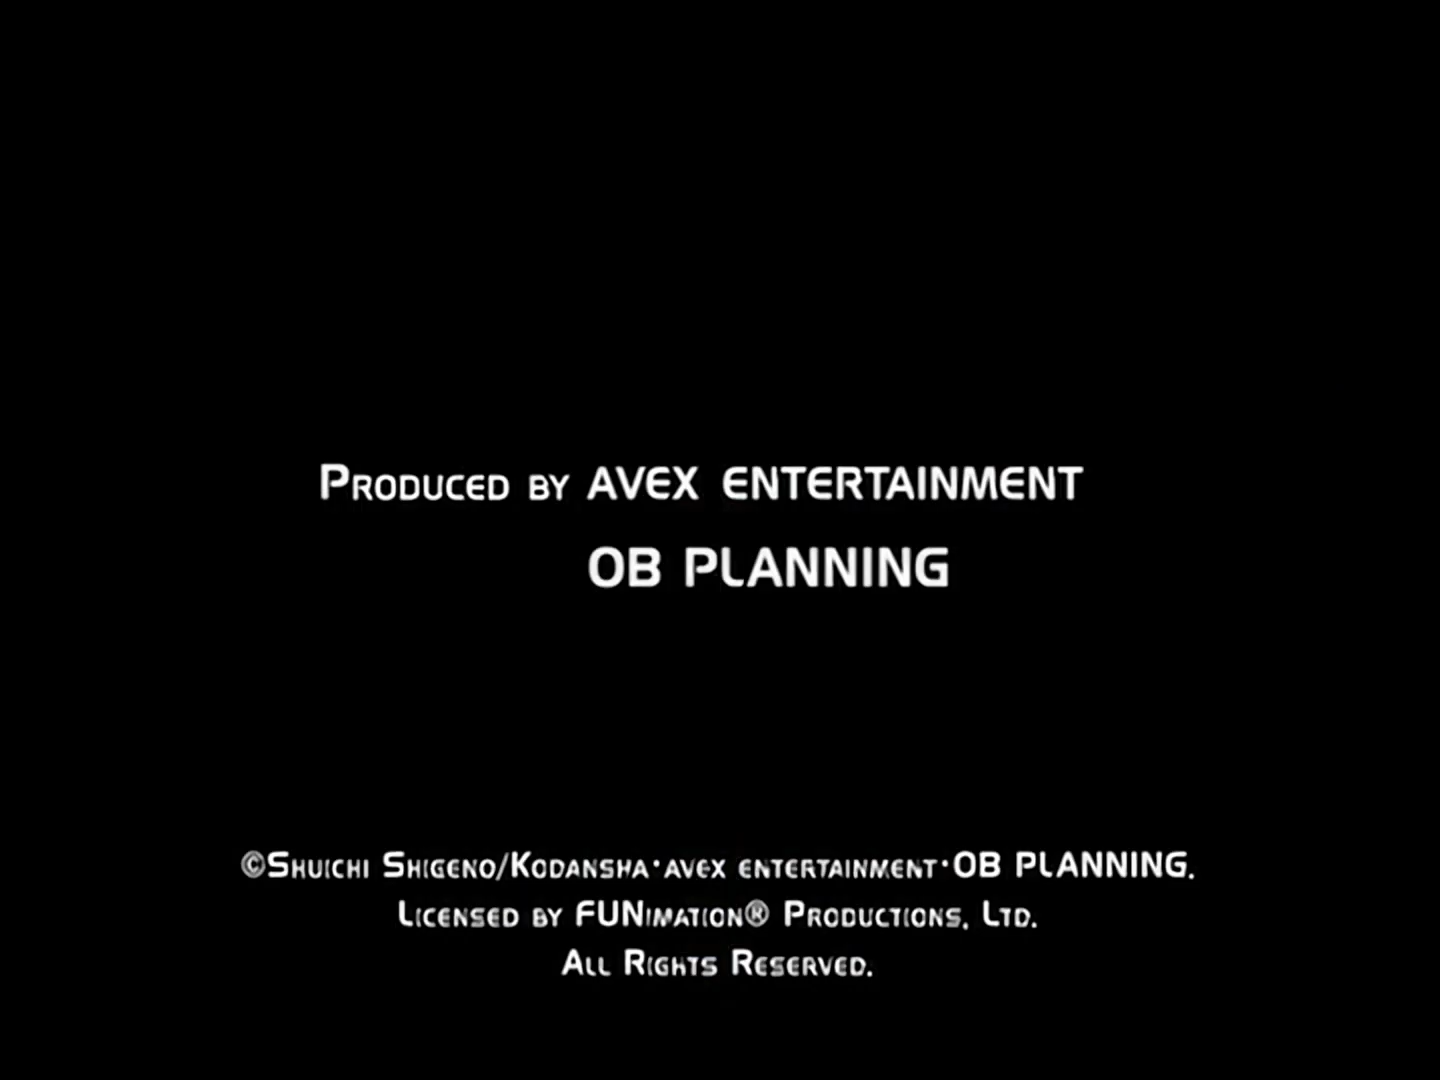 Produced by AVEX ENTERTAINMENT
OB PLANNING
©Shuichi Shigeno/Kodansha・avex entertainment・OB PLANNING.
Licensed by FUNimation® Productions, Ltd.
All Rights Reserved.